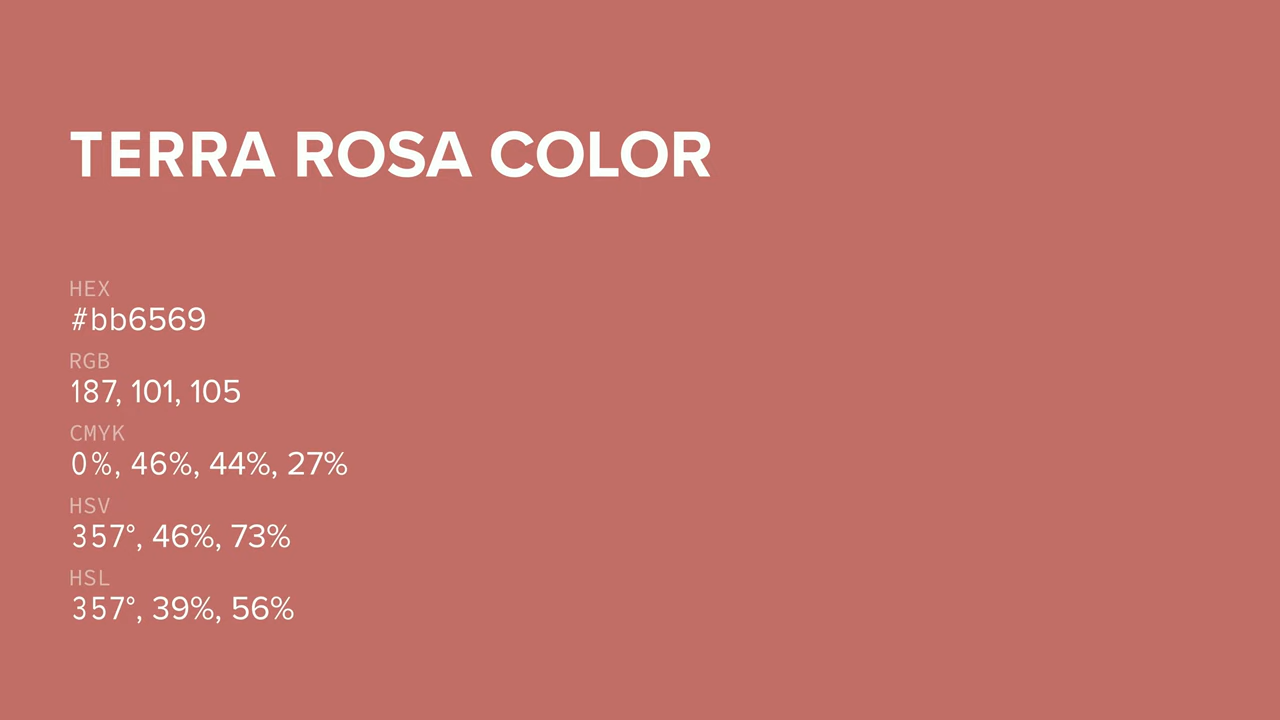 TERRA ROSA COLOR
HEX
#bb6569
RGB
187, 101, 105
CMYK
0%, 46%, 44%, 27%
HSV
357°, 46%, 73%
HSL
357°, 39%, 56%